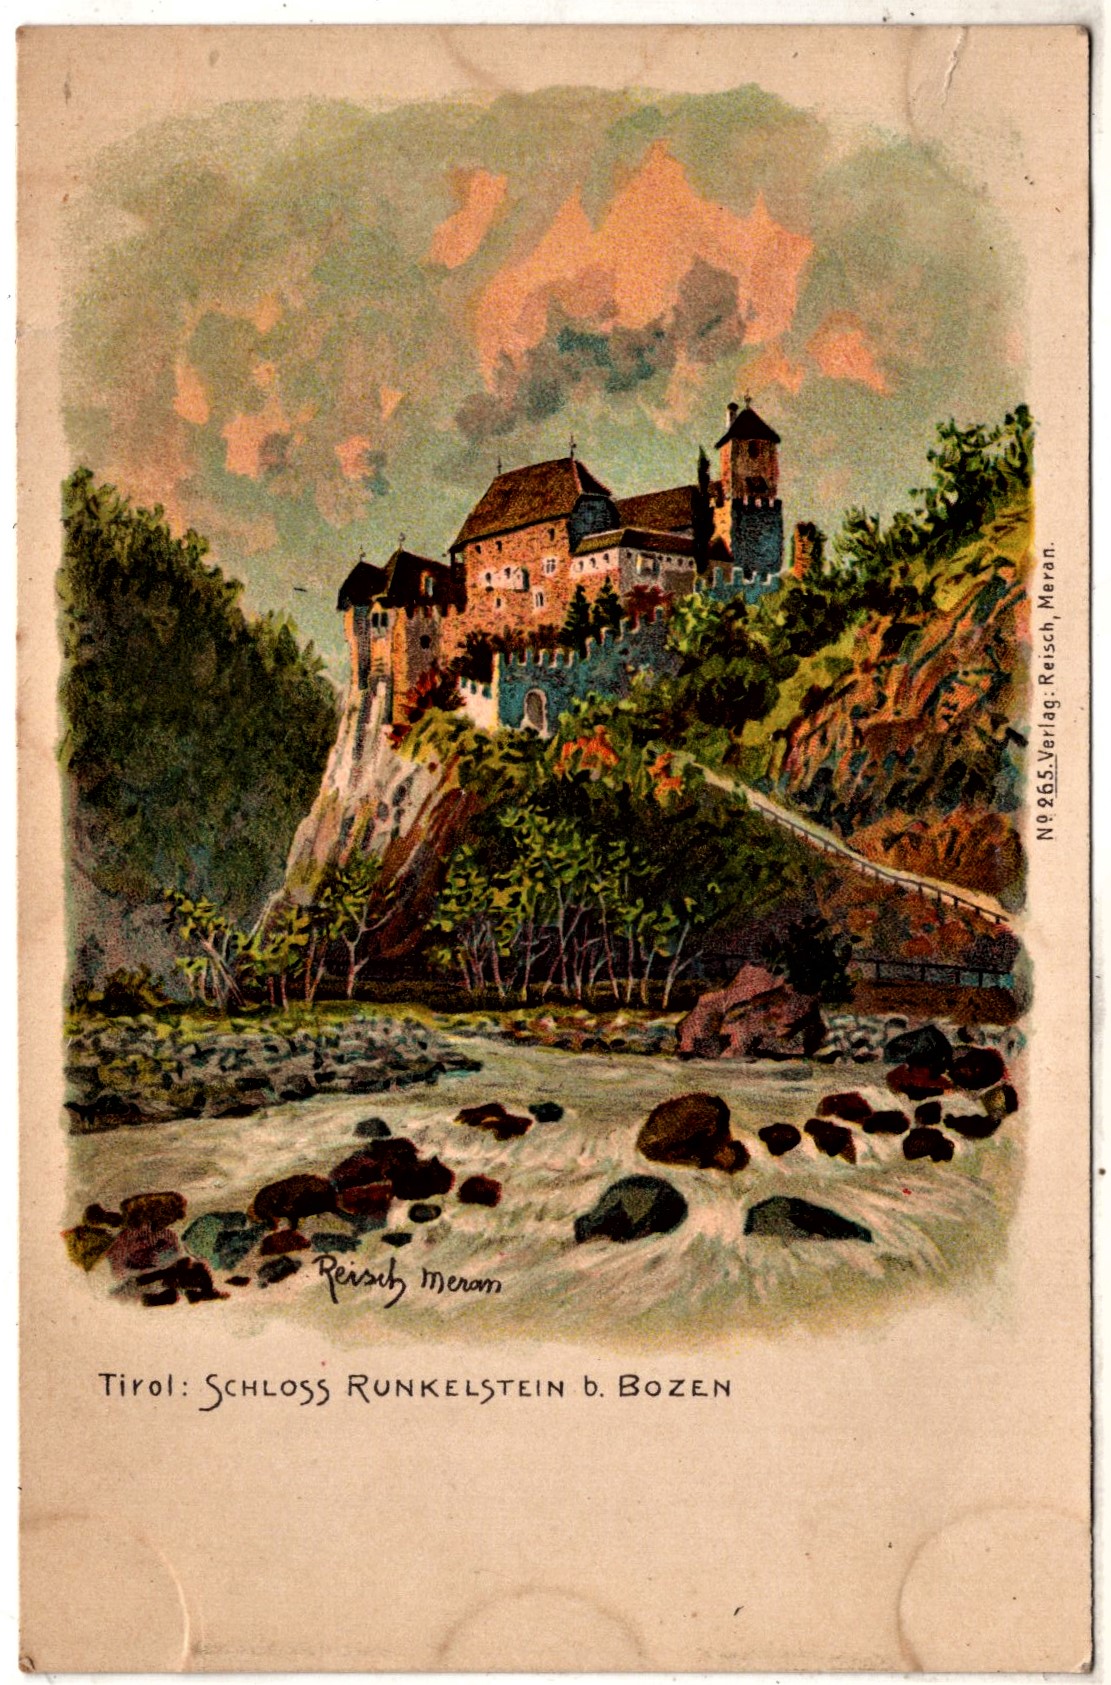 Reisch Meran
Tirol: SCHLOSS RUNKELSTEIN b. BOZEN
No. 265. Verlag: Reisch, Meran.